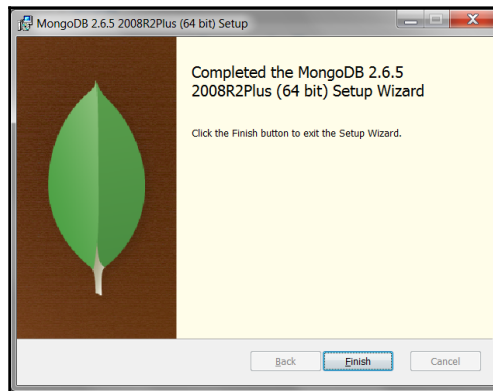 MongoDB 2.6.5 2008R2Plus (64 bit) Setup
Completed the MongoDB 2.6.5
2008R2Plus (64 bit) Setup Wizard
Click the Finish button to exit the Setup Wizard.
Back Finish Cancel